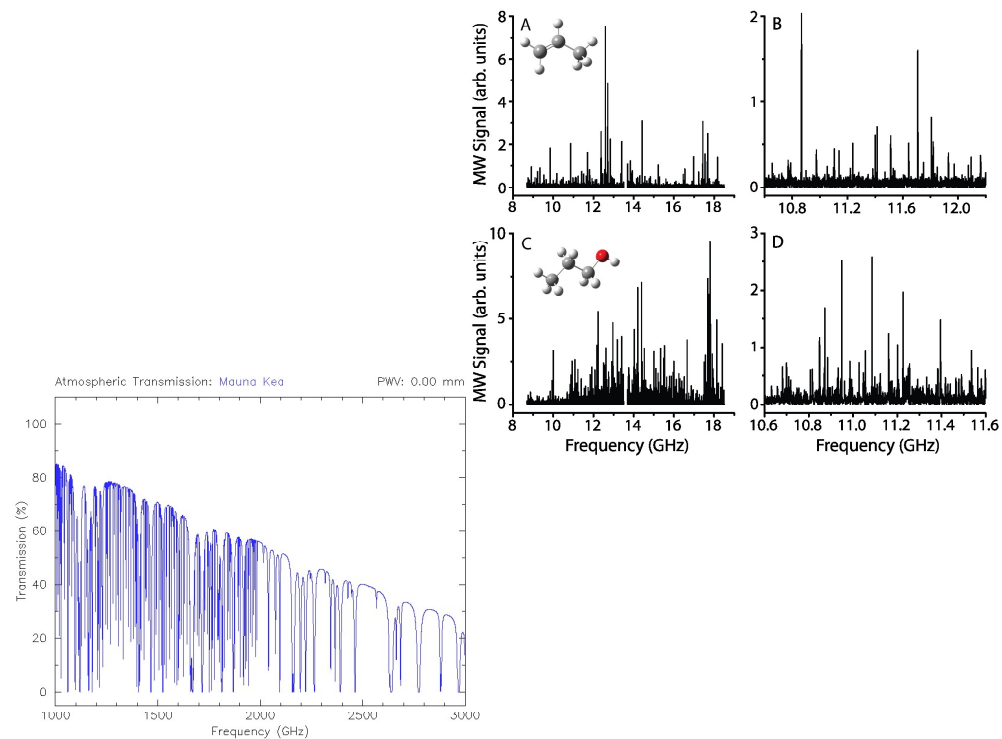 A
B
MW Signal (arb. units)
8
6
4
2
0
2
1
0
8 10 12 14 16 18
10.8 11.2 11.6 12.0
C
D
MW Signal (arb. units)
10
5
0
3
2
1
0
8 10 12 14 16 18
10.6 10.8 11.0 11.2 11.4 11.6
Frequency (GHz)
Frequency (GHz)
Atmospheric Transmission: Mauna Kea PWV: 0.00 mm
Transmission (%)
100
80
60
40
20
0
1000 1500 2000 2500 3000
Frequency (GHz)